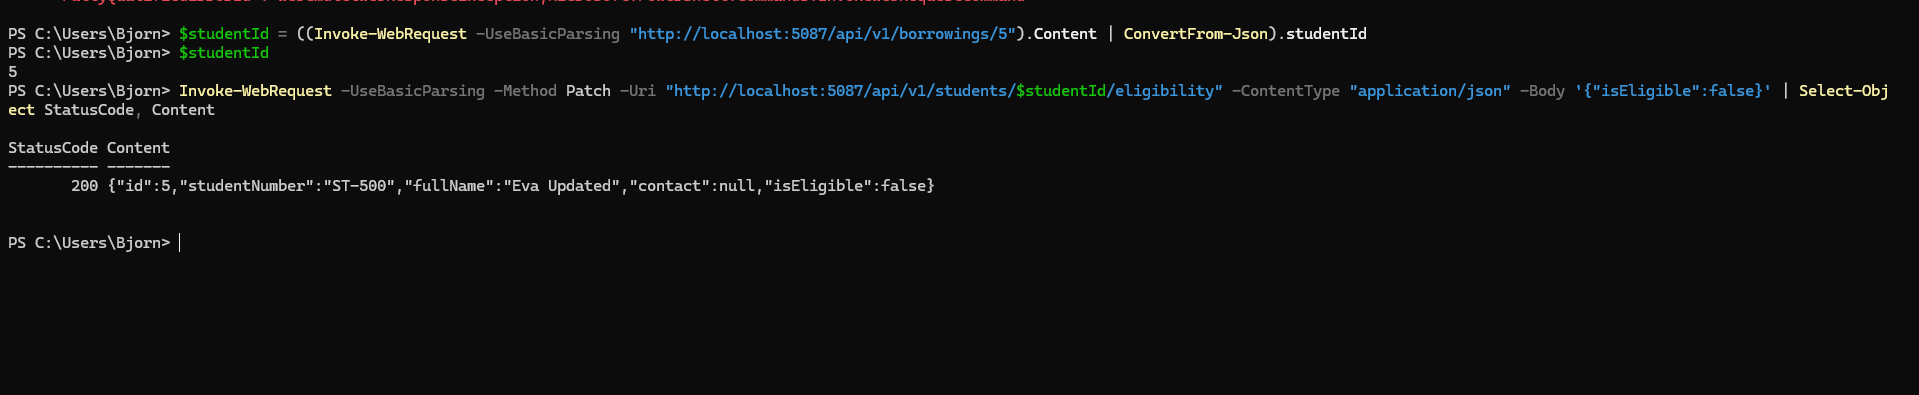 PS C:\Users\Bjorn> $studentId = ((Invoke-WebRequest -UseBasicParsing "http://localhost:5087/api/v1/borrowings/5").Content | ConvertFrom-Json).studentId
PS C:\Users\Bjorn> $studentId
5
PS C:\Users\Bjorn> Invoke-WebRequest -UseBasicParsing -Method Patch -Uri "http://localhost:5087/api/v1/students/$studentId/eligibility" -ContentType "application/json" -Body '{"isEligible":false}' | Select-Obj
ect StatusCode, Content
StatusCode Content
---------- -------
200 {"id":5,"studentNumber":"ST-500","fullName":"Eva Updated","contact":null,"isEligible":false}
PS C:\Users\Bjorn>